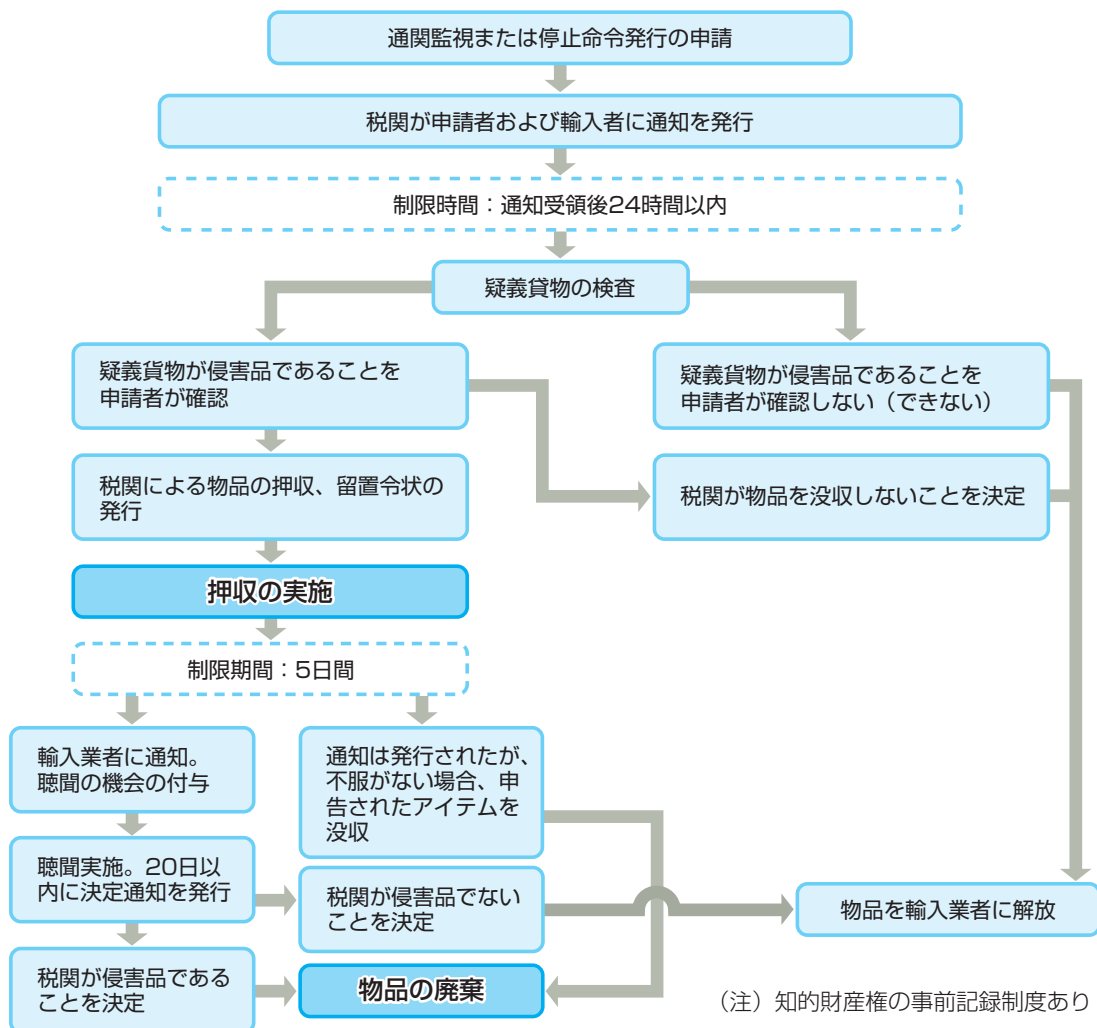 通関監視または停止命令発行の申請
税関が申請者および輸入者に通知を発行
制限時間：通知受領後24時間以内
疑義貨物の検査
疑義貨物が侵害品であることを
申請者が確認
疑義貨物が侵害品であることを
申請者が確認しない（できない）
税関による物品の押収、留置令状の
発行
税関が物品を没収しないことを決定
押収の実施
制限期間：5日間
輸入業者に通知。
聴聞の機会の付与
通知は発行されたが、
不服がない場合、申
告されたアイテムを
没収
聴聞実施。20日以
内に決定通知を発行
税関が侵害品でない
ことを決定
物品を輸入業者に解放
税関が侵害品である
ことを決定
物品の廃棄
（注）知的財産権の事前記録制度あり